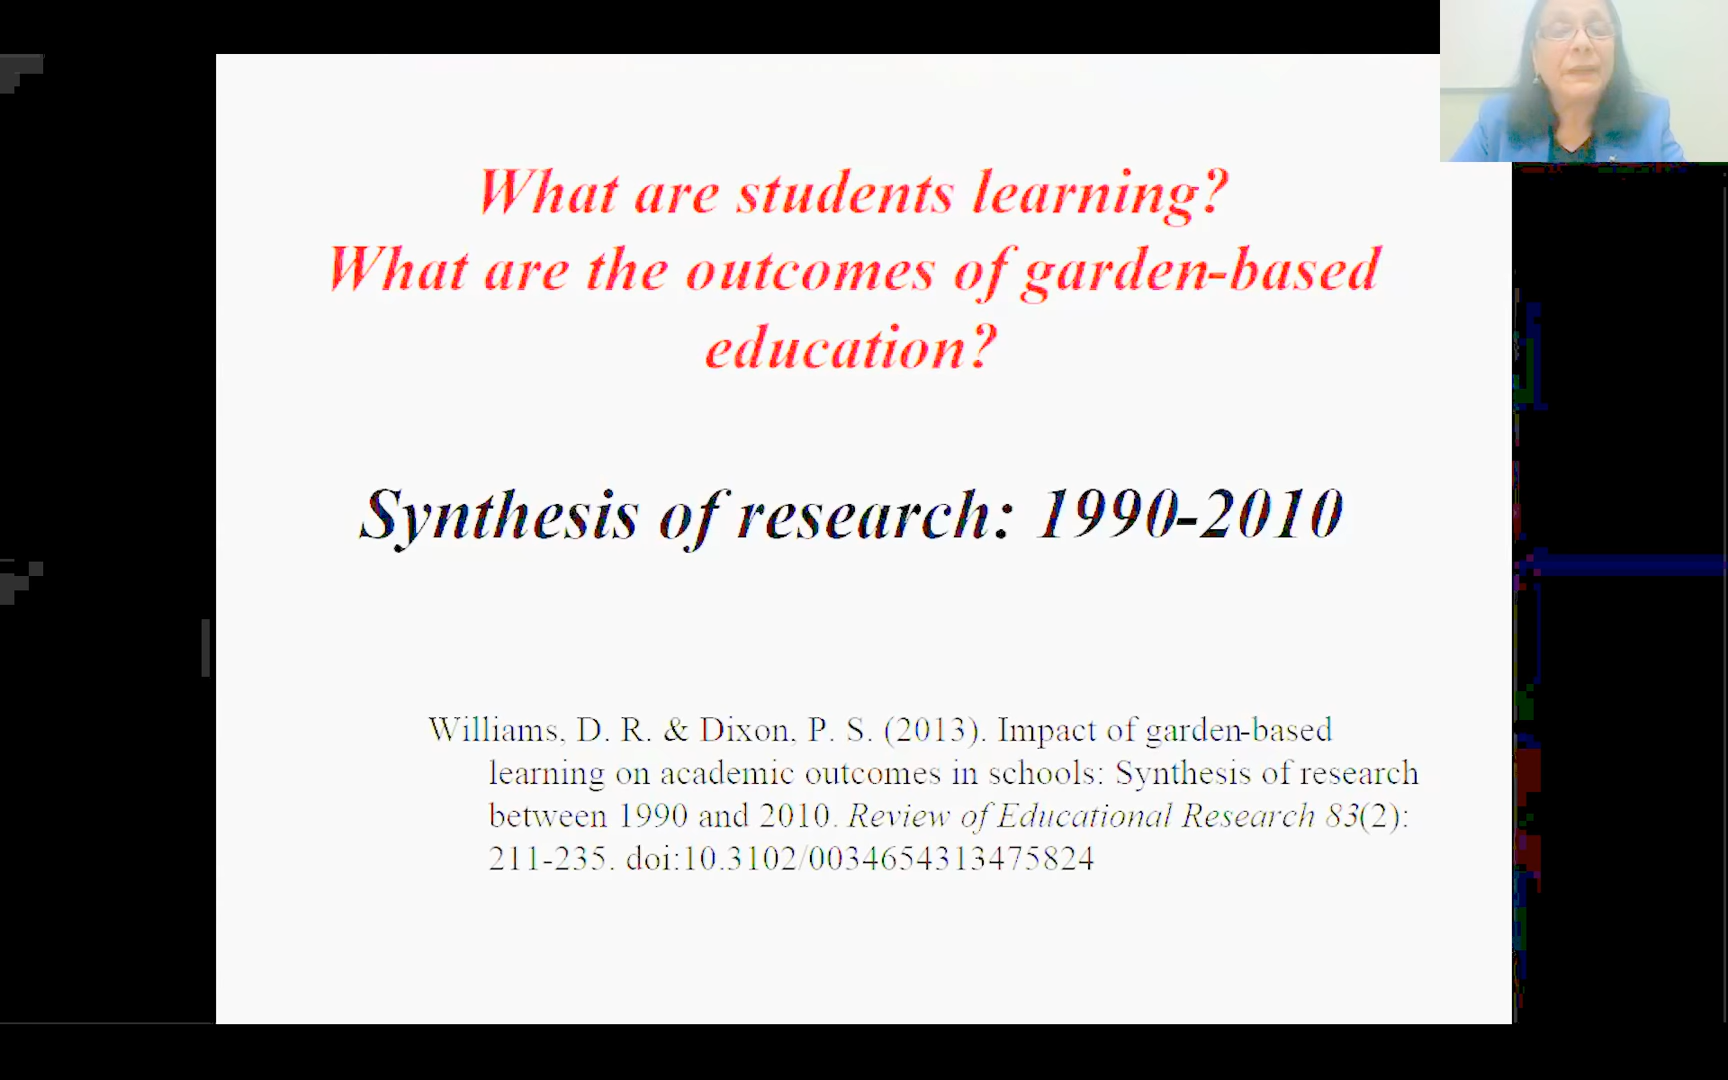 What are students learning?
What are the outcomes of garden-based
education?
Synthesis of research: 1990-2010
Williams, D. R. & Dixon, P. S. (2013). Impact of garden-based
learning on academic outcomes in schools: Synthesis of research
between 1990 and 2010. Review of Educational Research 83(2):
211-235. doi:10.3102/0034654313475824